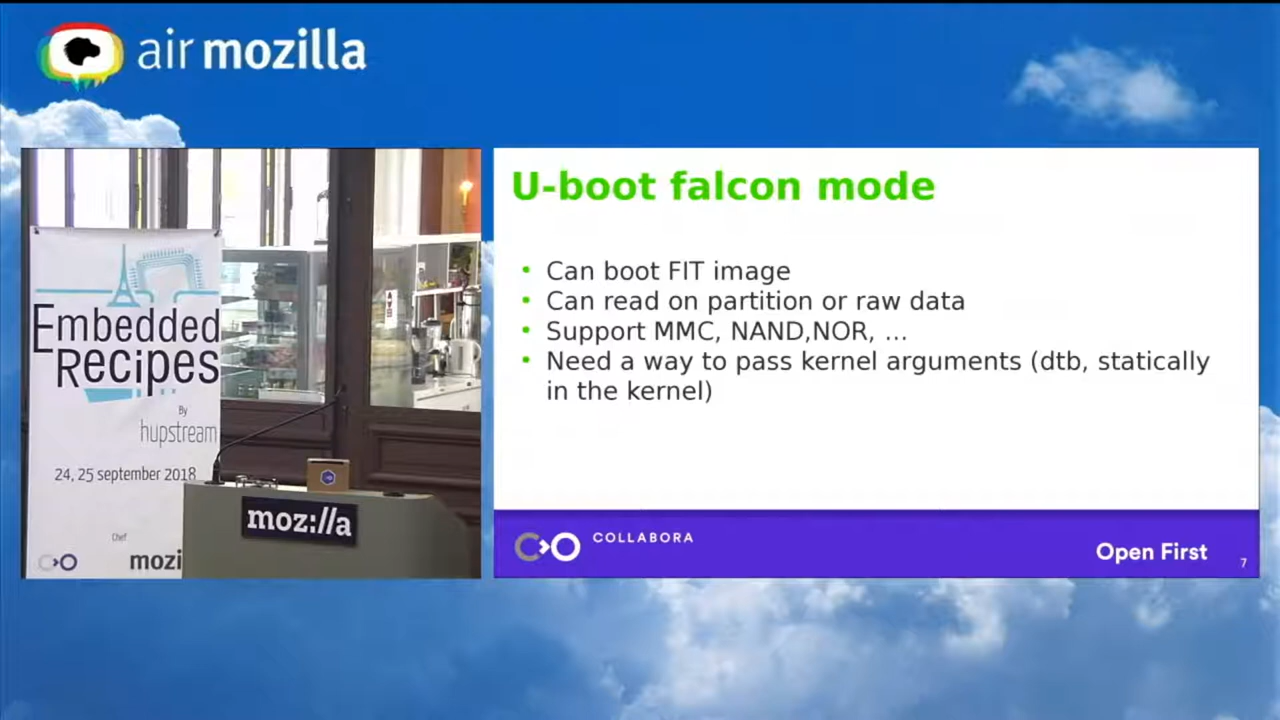 air mozilla
Embedded
Recipes
By
hupstream
24, 25 september 2018
Chef
mozi
moz://a
U-boot falcon mode
• Can boot FIT image
• Can read on partition or raw data
• Support MMC, NAND,NOR, ...
• Need a way to pass kernel arguments (dtb, statically
in the kernel)
COLLABORA
Open First
7